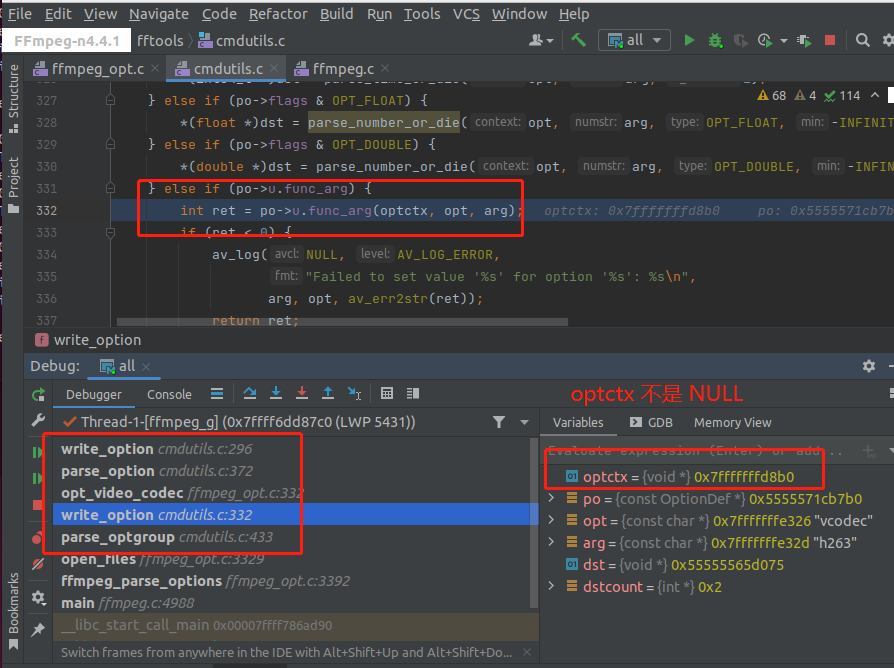 File Edit View Navigate Code Refactor Build Run Tools VCS Window Help
FFmpeg-n4.4.1 fftools cmdutils.c all
ffmpeg_opt.c cmdutils.c ffmpeg.c
68 4 114
327 } else if (po->flags & OPT_FLOAT) {
328 *(float *)dst = parse_number_or_die( context: opt, numstr: arg, type: OPT_FLOAT, min: -INFINIT
329 } else if (po->flags & OPT_DOUBLE) {
330 *(double *)dst = parse_number_or_die( context: opt, numstr: arg, type: OPT_DOUBLE, min: -INFIN
331 } else if (po->u.func_arg) {
332 int ret = po->u.func_arg(optctx, opt, arg); optctx: 0x7fffffffd8b0 po: 0x5555571cb7b
333 if (ret < 0) {
334 av_log( avcl: NULL, level: AV_LOG_ERROR,
335 fmt: "Failed to set value '%s' for option '%s': %s\n",
336 arg, opt, av_err2str(ret));
337 return ret;
Structure
Project
Bookmarks
write_option
Debug: all
Debugger Console
optctx 不是 NULL
Thread-1-[ffmpeg_g] (0x7ffff6dd87c0 (LWP 5431))
Variables GDB Memory View
Evaluate expression (Enter) or add
write_option cmdutils.c:296
parse_option cmdutils.c:372
opt_video_codec ffmpeg_opt.c:332
write_option cmdutils.c:332
parse_optgroup cmdutils.c:433
open_files ffmpeg_opt.c:3329
ffmpeg_parse_options ffmpeg_opt.c:3392
main ffmpeg.c:4988
__libc_start_call_main 0x00007ffff786ad90
optctx = {void *} 0x7fffffffd8b0
po = {const OptionDef *} 0x5555571cb7b0
opt = {const char *} 0x7fffffffe326 "vcodec"
arg = {const char *} 0x7fffffffe32d "h263"
dst = {void *} 0x55555565d075
dstcount = {int *} 0x2
Switch frames from anywhere in the IDE with Alt+Shift+Up and Alt+Shift+Do...